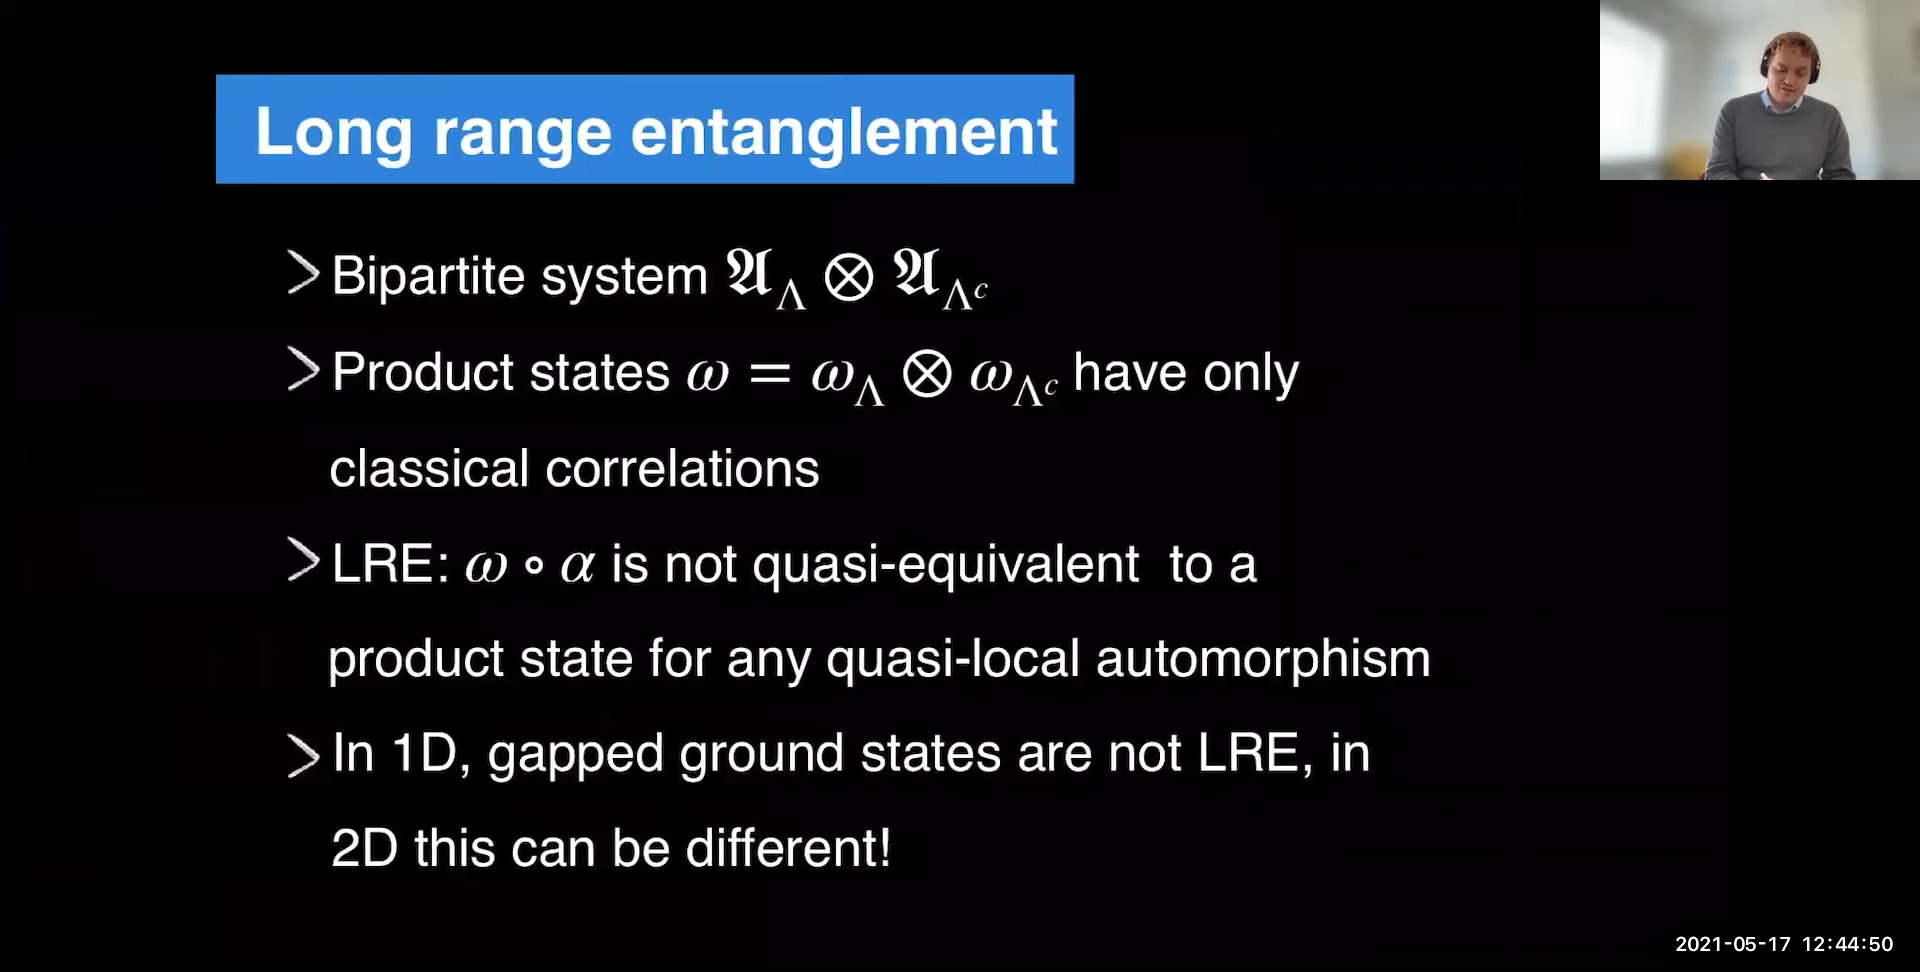 Long range entanglement
> Bipartite system 𝔄_Λ ⊗ 𝔄_Λᶜ
> Product states ω = ω_Λ ⊗ ω_Λᶜ have only
classical correlations
> LRE: ω ∘ α is not quasi-equivalent to a
product state for any quasi-local automorphism
> In 1D, gapped ground states are not LRE, in
2D this can be different!
2021-05-17 12:44:50